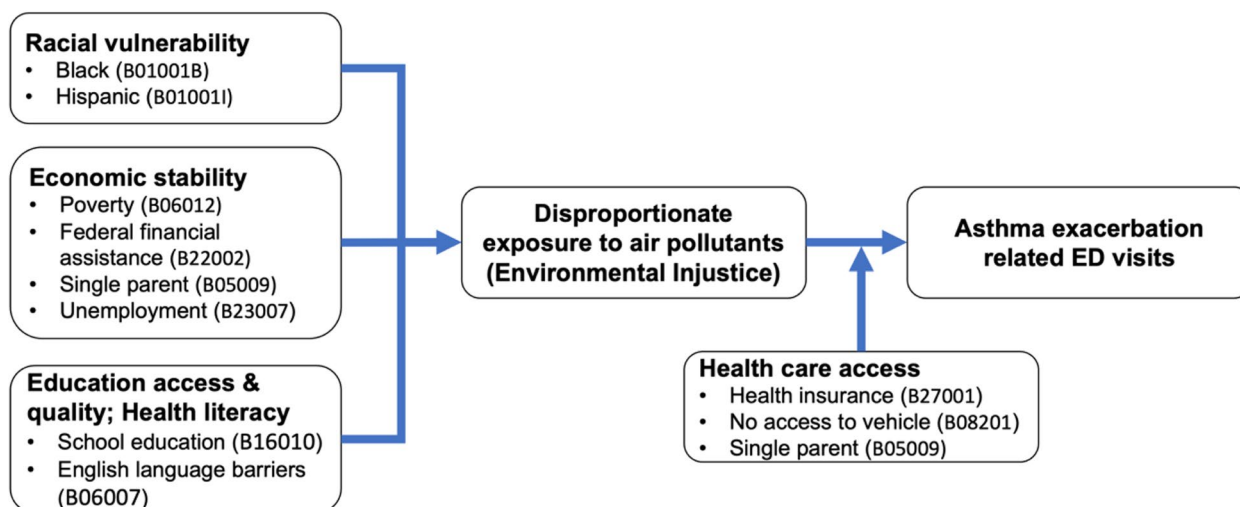 Racial vulnerability
• Black (B01001B)
• Hispanic (B01001I)
Economic stability
• Poverty (B06012)
• Federal financial
assistance (B22002)
• Single parent (B05009)
• Unemployment (B23007)
Education access &
quality; Health literacy
• School education (B16010)
• English language barriers
(B06007)
Disproportionate
exposure to air pollutants
(Environmental Injustice)
Health care access
• Health insurance (B27001)
• No access to vehicle (B08201)
• Single parent (B05009)
Asthma exacerbation
related ED visits